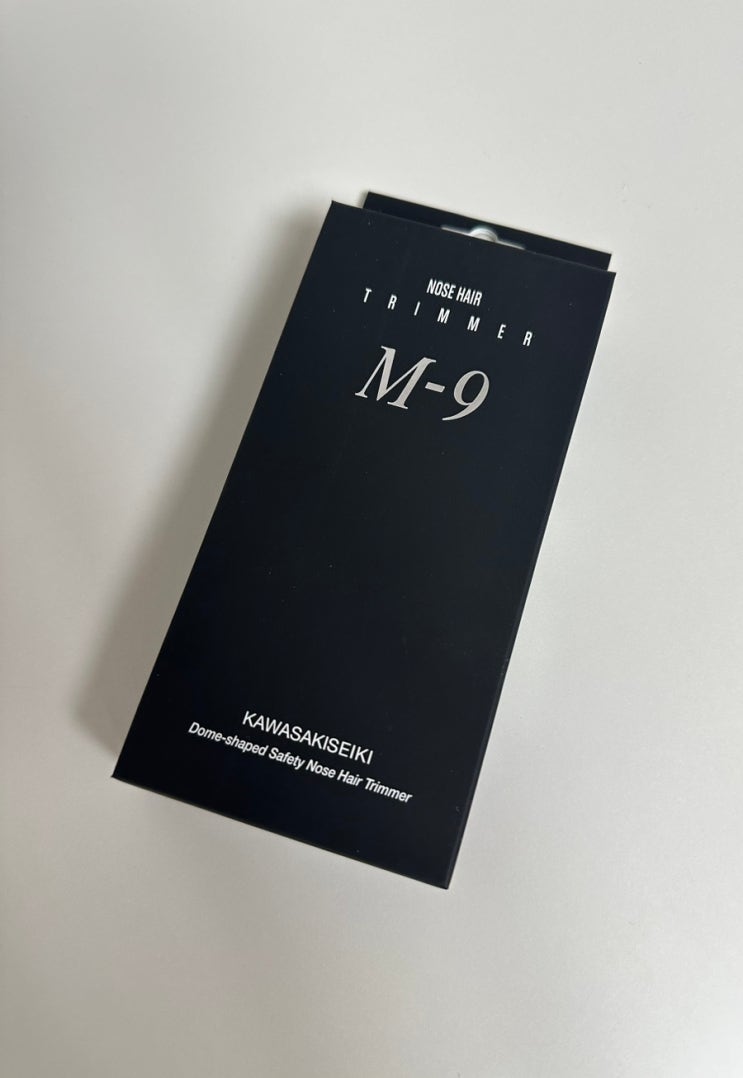 NOSE HAIR
TRIMMER
M-9
KAWASAKISEIKI
Dome-shaped Safety Nose Hair Trimmer